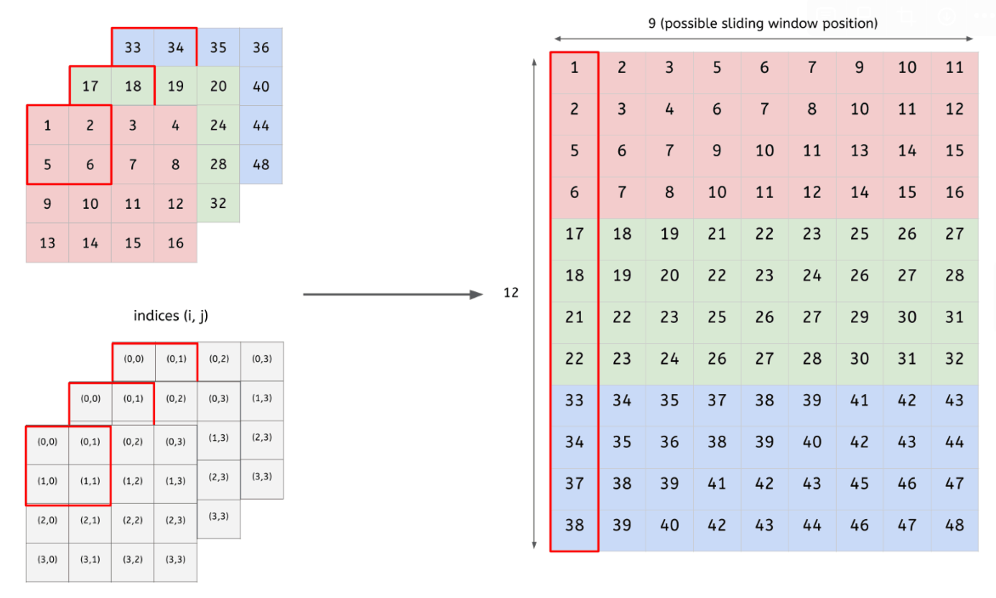 33 34 35 36
17 18 19 20 40
1 2 3 4 24 44
5 6 7 8 28 48
9 10 11 12 32
13 14 15 16
indices (i, j)
(0,0) (0,1) (0,2) (0,3)
(0,0) (0,1) (0,2) (0,3) (1,3)
(0,0) (0,1) (0,2) (0,3) (1,3) (2,3)
(1,0) (1,1) (1,2) (1,3) (2,3) (3,3)
(2,0) (2,1) (2,2) (2,3) (3,3)
(3,0) (3,1) (3,2) (3,3)
9 (possible sliding window position)
12
1 2 3 5 6 7 9 10 11
2 3 4 6 7 8 10 11 12
5 6 7 9 10 11 13 14 15
6 7 8 10 11 12 14 15 16
17 18 19 21 22 23 25 26 27
18 19 20 22 23 24 26 27 28
21 22 23 25 26 27 29 30 31
22 23 24 26 27 28 30 31 32
33 34 35 37 38 39 41 42 43
34 35 36 38 39 40 42 43 44
37 38 39 41 42 43 45 46 47
38 39 40 42 43 44 46 47 48